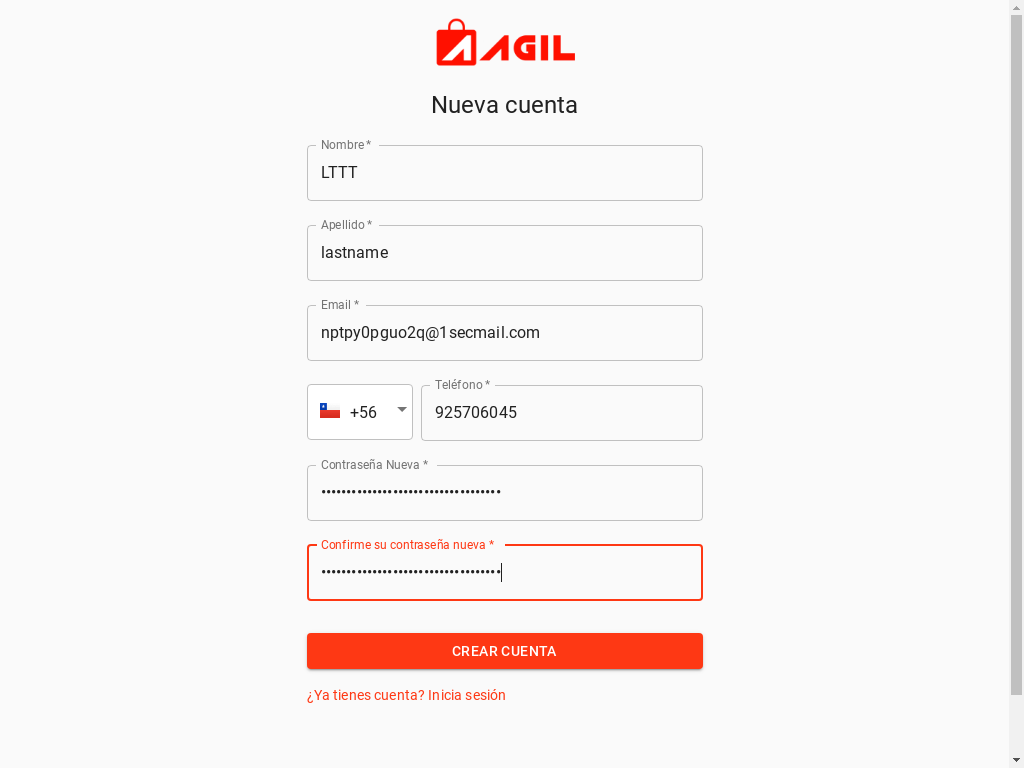 AGIL
Nueva cuenta
Nombre *
LTTT
Apellido *
lastname
Email *
nptpy0pguo2q@1secmail.com
+56
Teléfono *
925706045
Contraseña Nueva *
•••••••••••••••••••••••••••••••••••
Confirme su contraseña nueva *
•••••••••••••••••••••••••••••••••••
CREAR CUENTA
¿Ya tienes cuenta? Inicia sesión